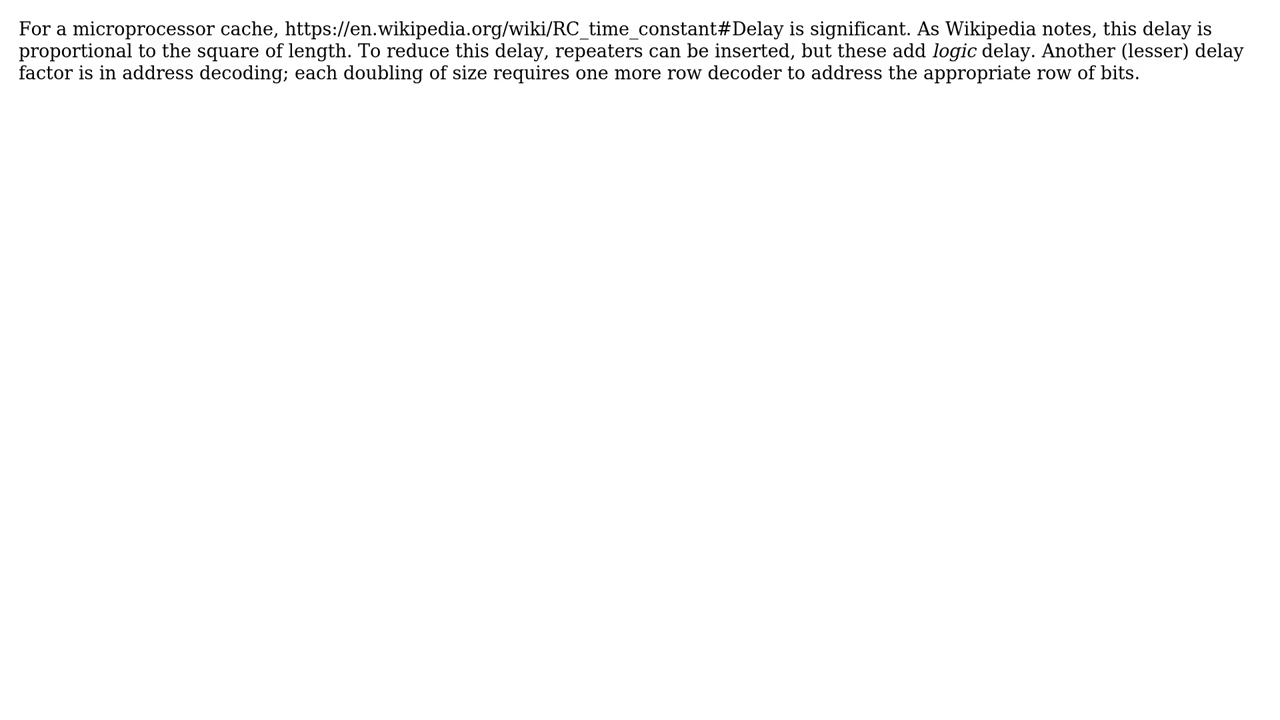 For a microprocessor cache, https://en.wikipedia.org/wiki/RC_time_constant#Delay is significant. As Wikipedia notes, this delay is
proportional to the square of length. To reduce this delay, repeaters can be inserted, but these add logic delay. Another (lesser) delay
factor is in address decoding; each doubling of size requires one more row decoder to address the appropriate row of bits.